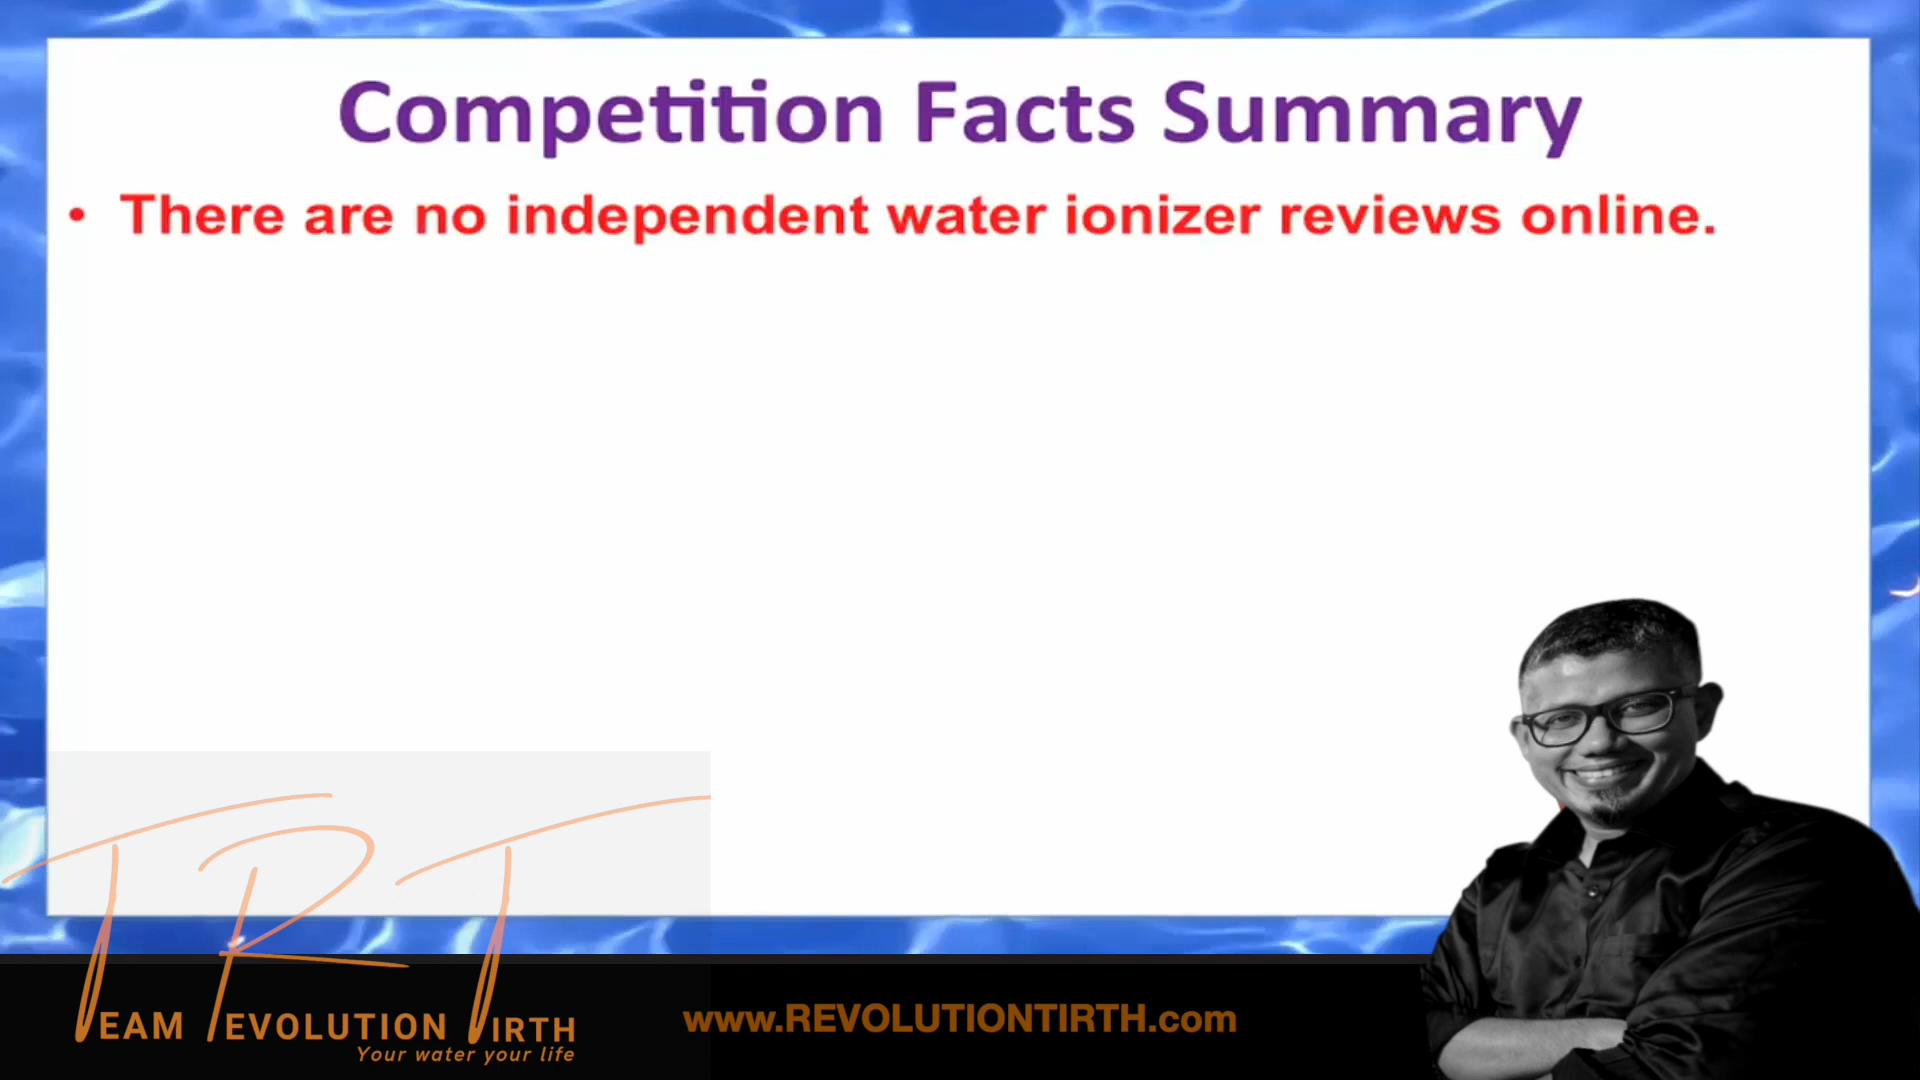 Competition Facts Summary
• There are no independent water ionizer reviews online.
TRT
TEAM REVOLUTION TIRTH
Your water your life
www.REVOLUTIONTIRTH.com